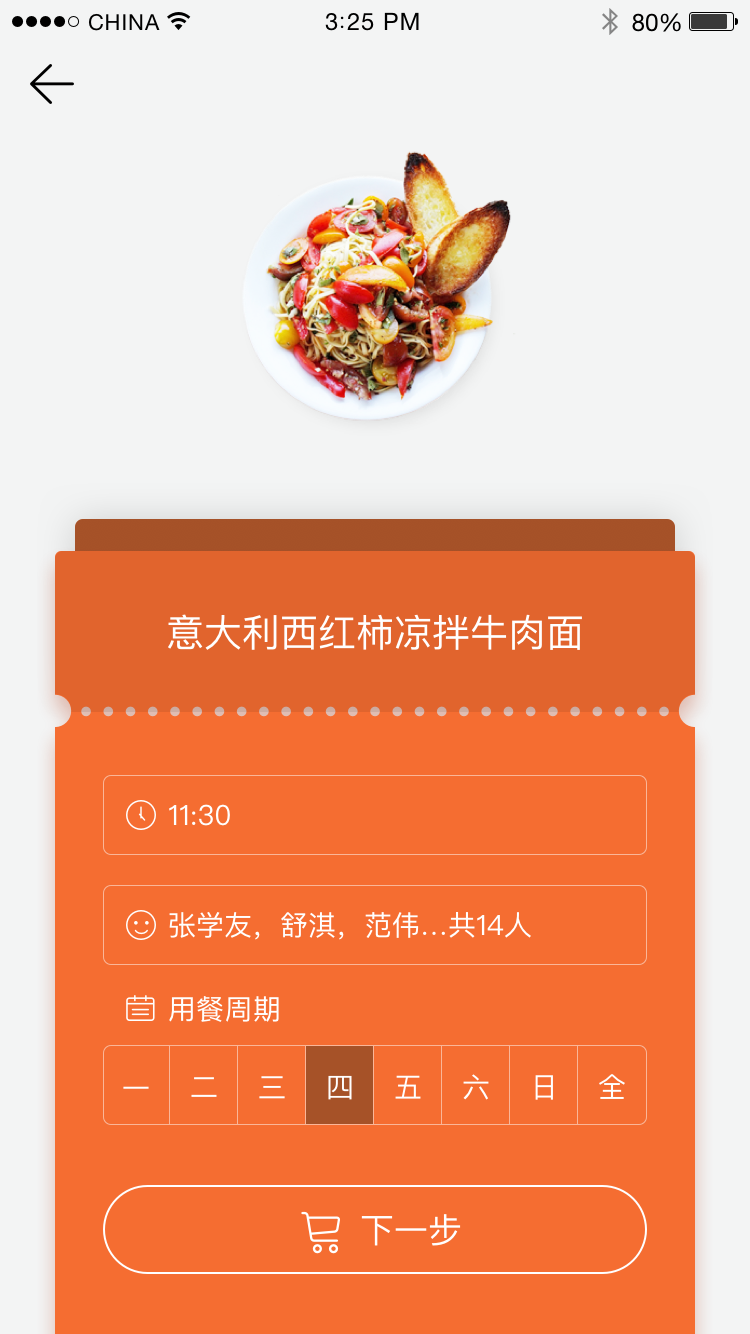 CHINA 3:25 PM 80%
意大利西红柿凉拌牛肉面
11:30
张学友，舒淇，范伟...共14人
用餐周期
一 二 三 四 五 六 日 全
下一步